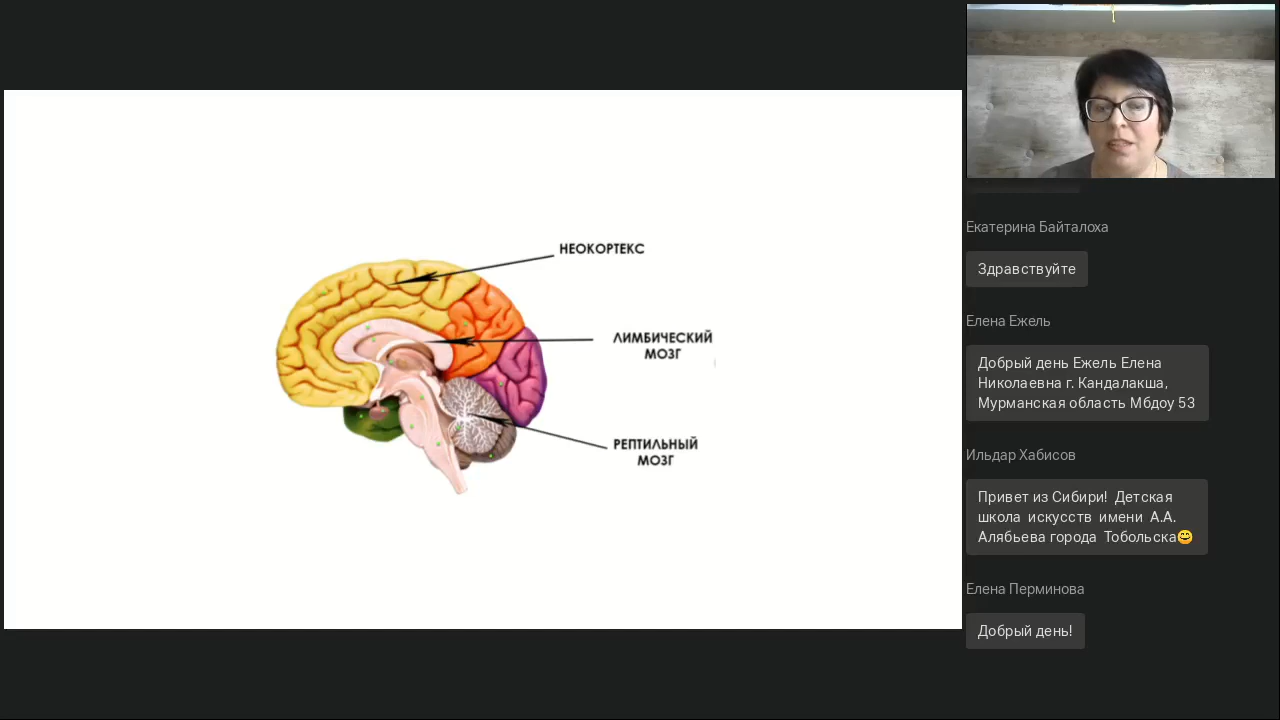 НЕОКОРТЕКС
ЛИМБИЧЕСКИЙ
МОЗГ
РЕПТИЛЬНЫЙ
МОЗГ
Екатерина Байталоха
Здравствуйте
Елена Ежель
Добрый день Ежель Елена
Николаевна г. Кандалакша,
Мурманская область Мбдоу 53
Ильдар Хабисов
Привет из Сибири! Детская
школа искусств имени А.А.
Алябьева города Тобольска😊
Елена Перминова
Добрый день!